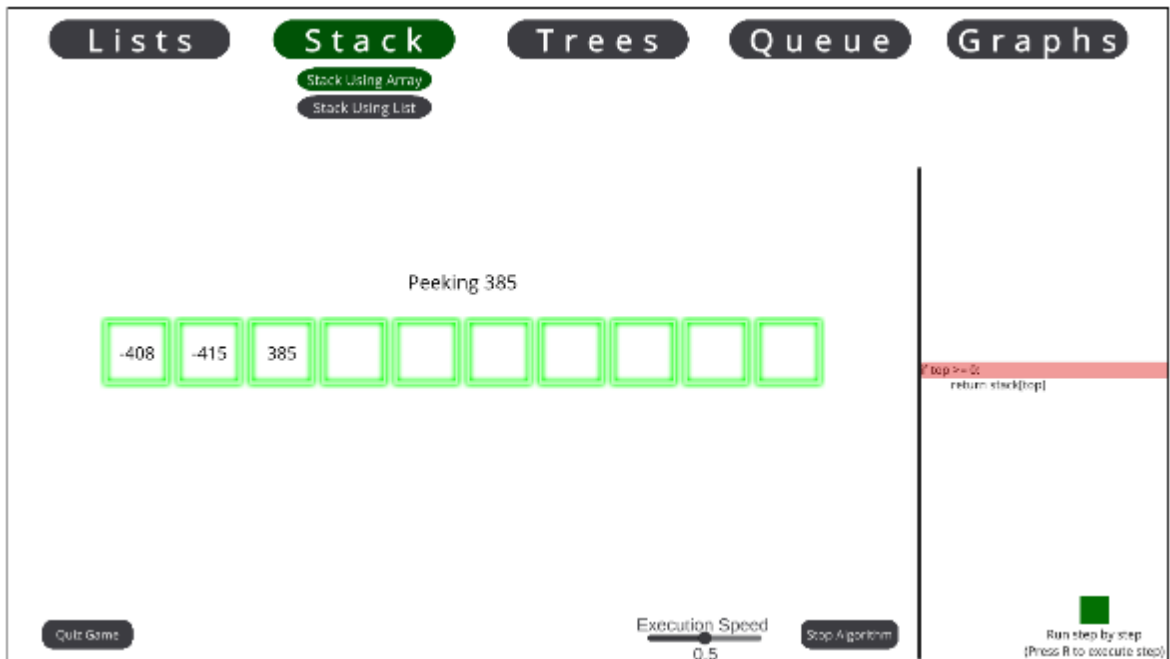 Lists Stack Trees Queue Graphs
Stack Using Array
Stack Using List
Peeking 385
-408 -415 385
if top >= 0:
return stack(top)
Quiz Game
Execution Speed
0.5
Stop Algorithm
Run step by step
(Press R to execute step)